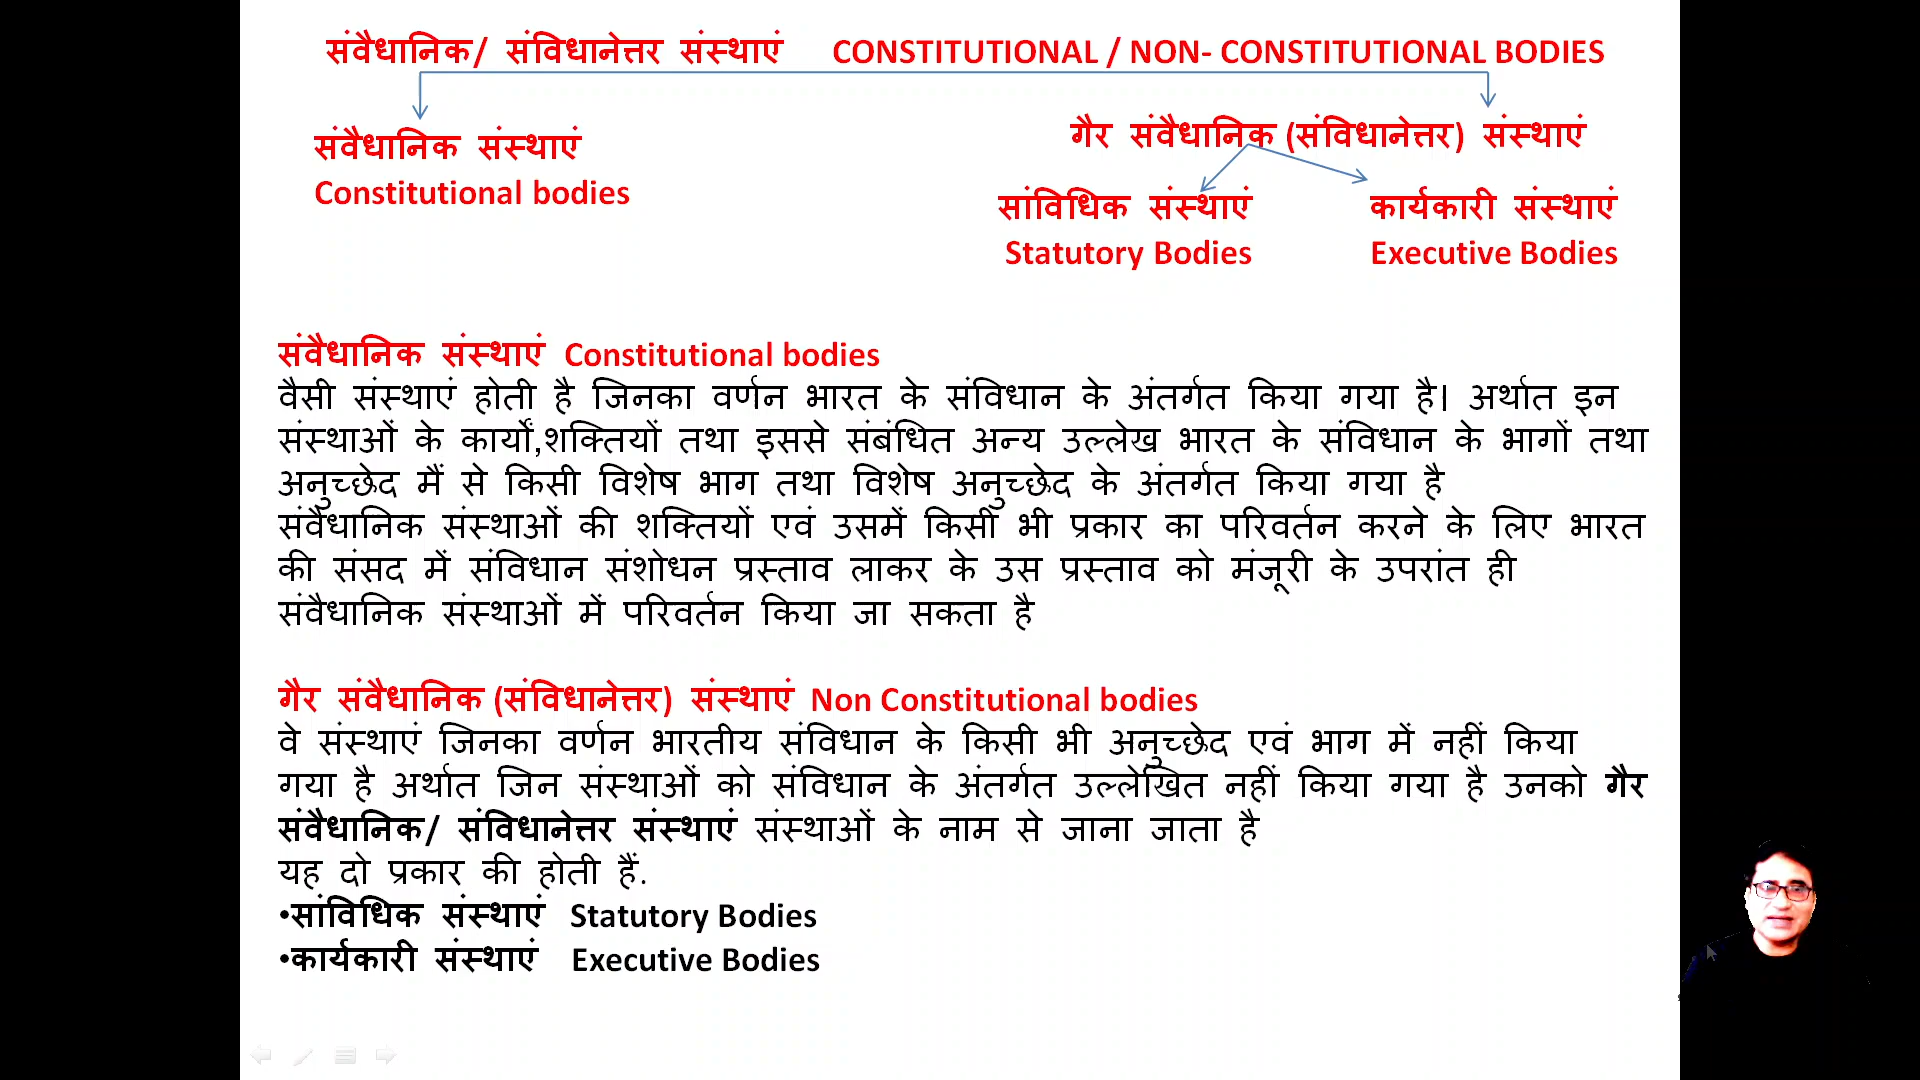 संवैधानिक/ संविधानेत्तर संस्थाएं CONSTITUTIONAL / NON- CONSTITUTIONAL BODIES
संवैधानिक संस्थाएं
Constitutional bodies
गैर संवैधानिक (संविधानेत्तर) संस्थाएं
सांविधिक संस्थाएं
Statutory Bodies
कार्यकारी संस्थाएं
Executive Bodies
संवैधानिक संस्थाएं Constitutional bodies
वैसी संस्थाएं होती है जिनका वर्णन भारत के संविधान के अंतर्गत किया गया है। अर्थात इन
संस्थाओं के कार्यों,शक्तियों तथा इससे संबंधित अन्य उल्लेख भारत के संविधान के भागों तथा
अनुच्छेद मैं से किसी विशेष भाग तथा विशेष अनुच्छेद के अंतर्गत किया गया है
संवैधानिक संस्थाओं की शक्तियों एवं उसमें किसी भी प्रकार का परिवर्तन करने के लिए भारत
की संसद में संविधान संशोधन प्रस्ताव लाकर के उस प्रस्ताव को मंजूरी के उपरांत ही
संवैधानिक संस्थाओं में परिवर्तन किया जा सकता है
गैर संवैधानिक (संविधानेत्तर) संस्थाएं Non Constitutional bodies
वे संस्थाएं जिनका वर्णन भारतीय संविधान के किसी भी अनुच्छेद एवं भाग में नहीं किया
गया है अर्थात जिन संस्थाओं को संविधान के अंतर्गत उल्लेखित नहीं किया गया है उनको गैर
संवैधानिक/ संविधानेत्तर संस्थाएं संस्थाओं के नाम से जाना जाता है
यह दो प्रकार की होती हैं.
•सांविधिक संस्थाएं Statutory Bodies
•कार्यकारी संस्थाएं Executive Bodies